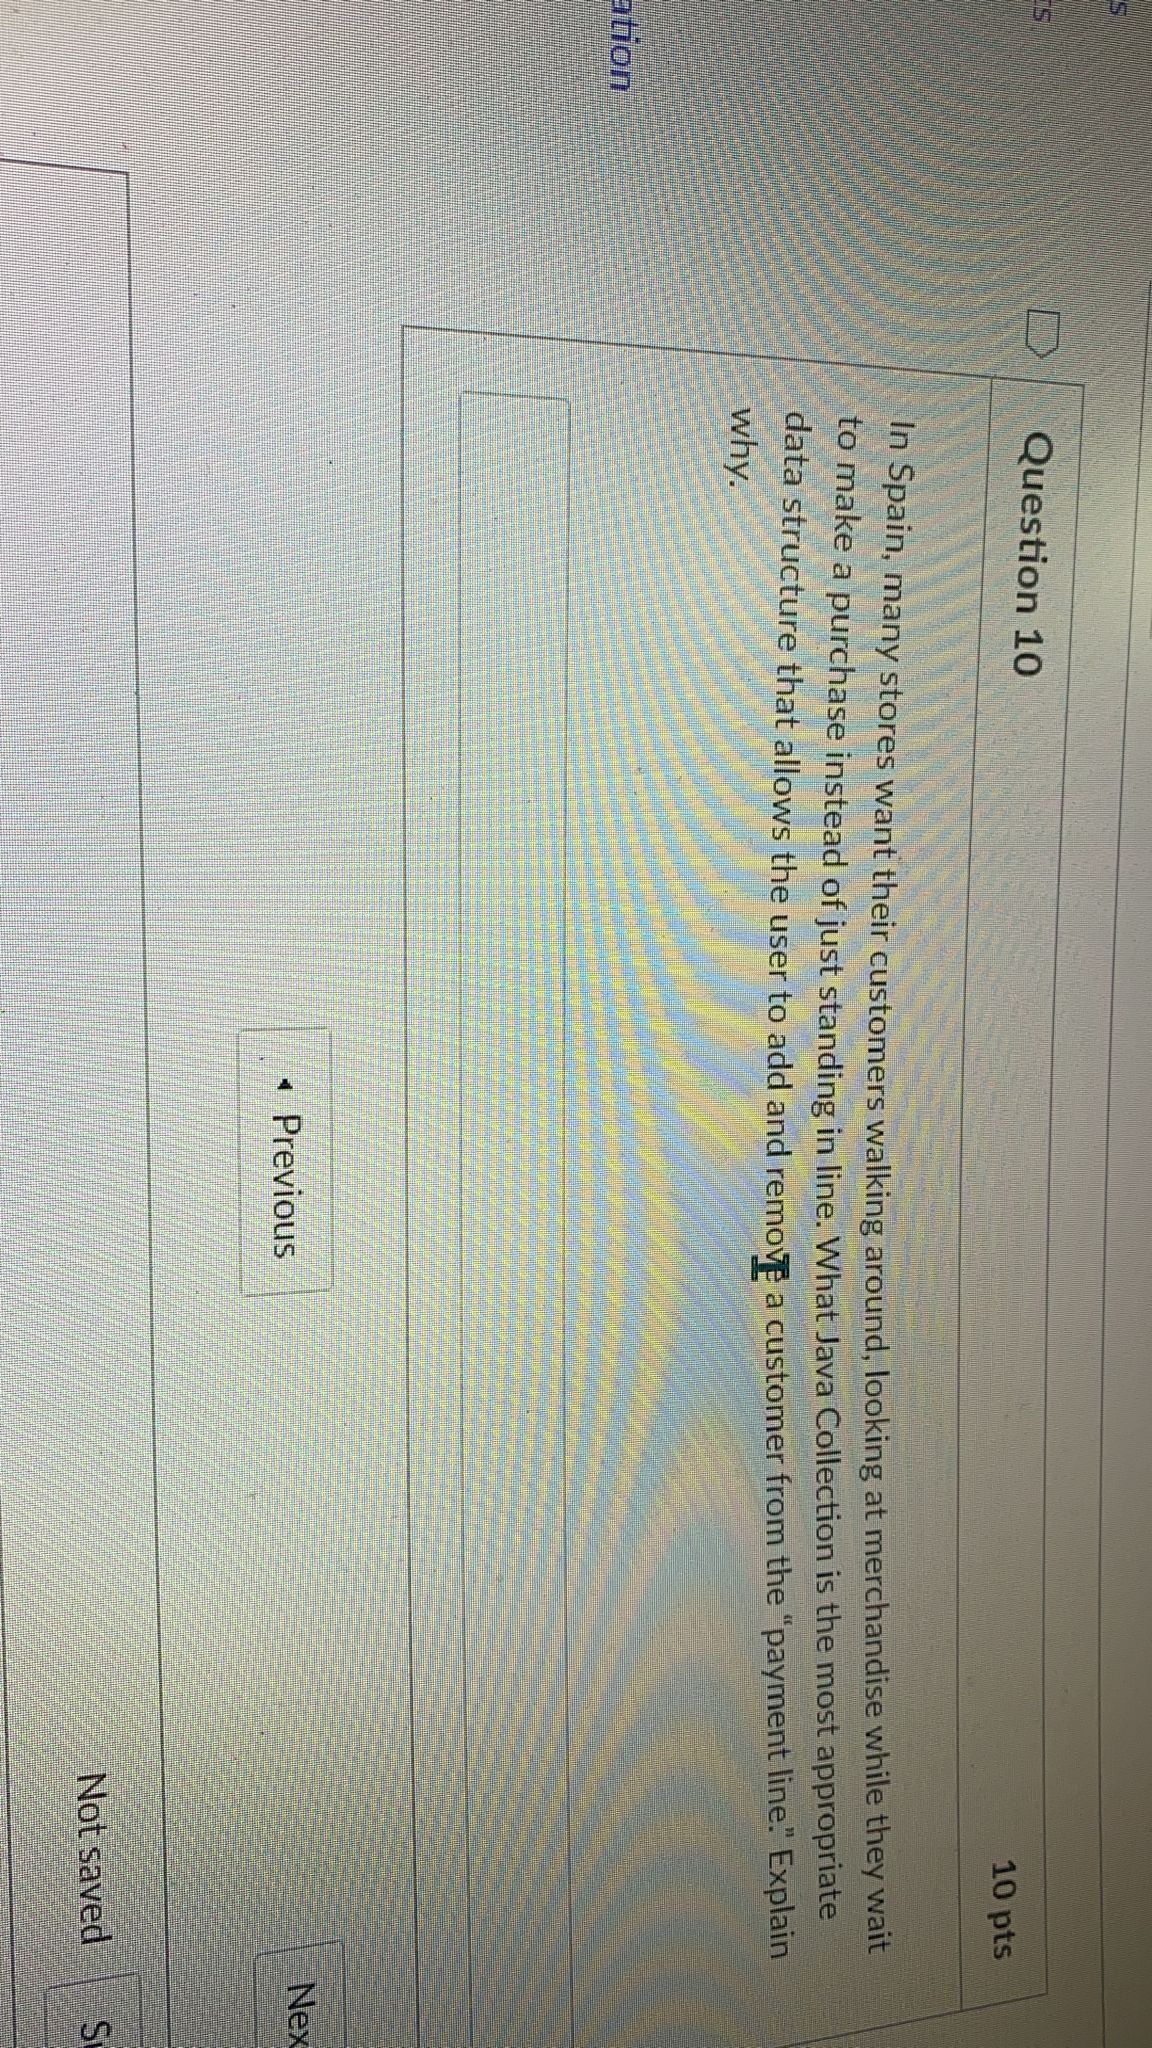 s
ts
Question 10
10 pts
In Spain, many stores want their customers walking around, looking at merchandise while they wait
to make a purchase instead of just standing in line. What Java Collection is the most appropriate
data structure that allows the user to add and remove a customer from the “payment line.” Explain
why.
ation
◂ Previous
Nex
Not saved
Su